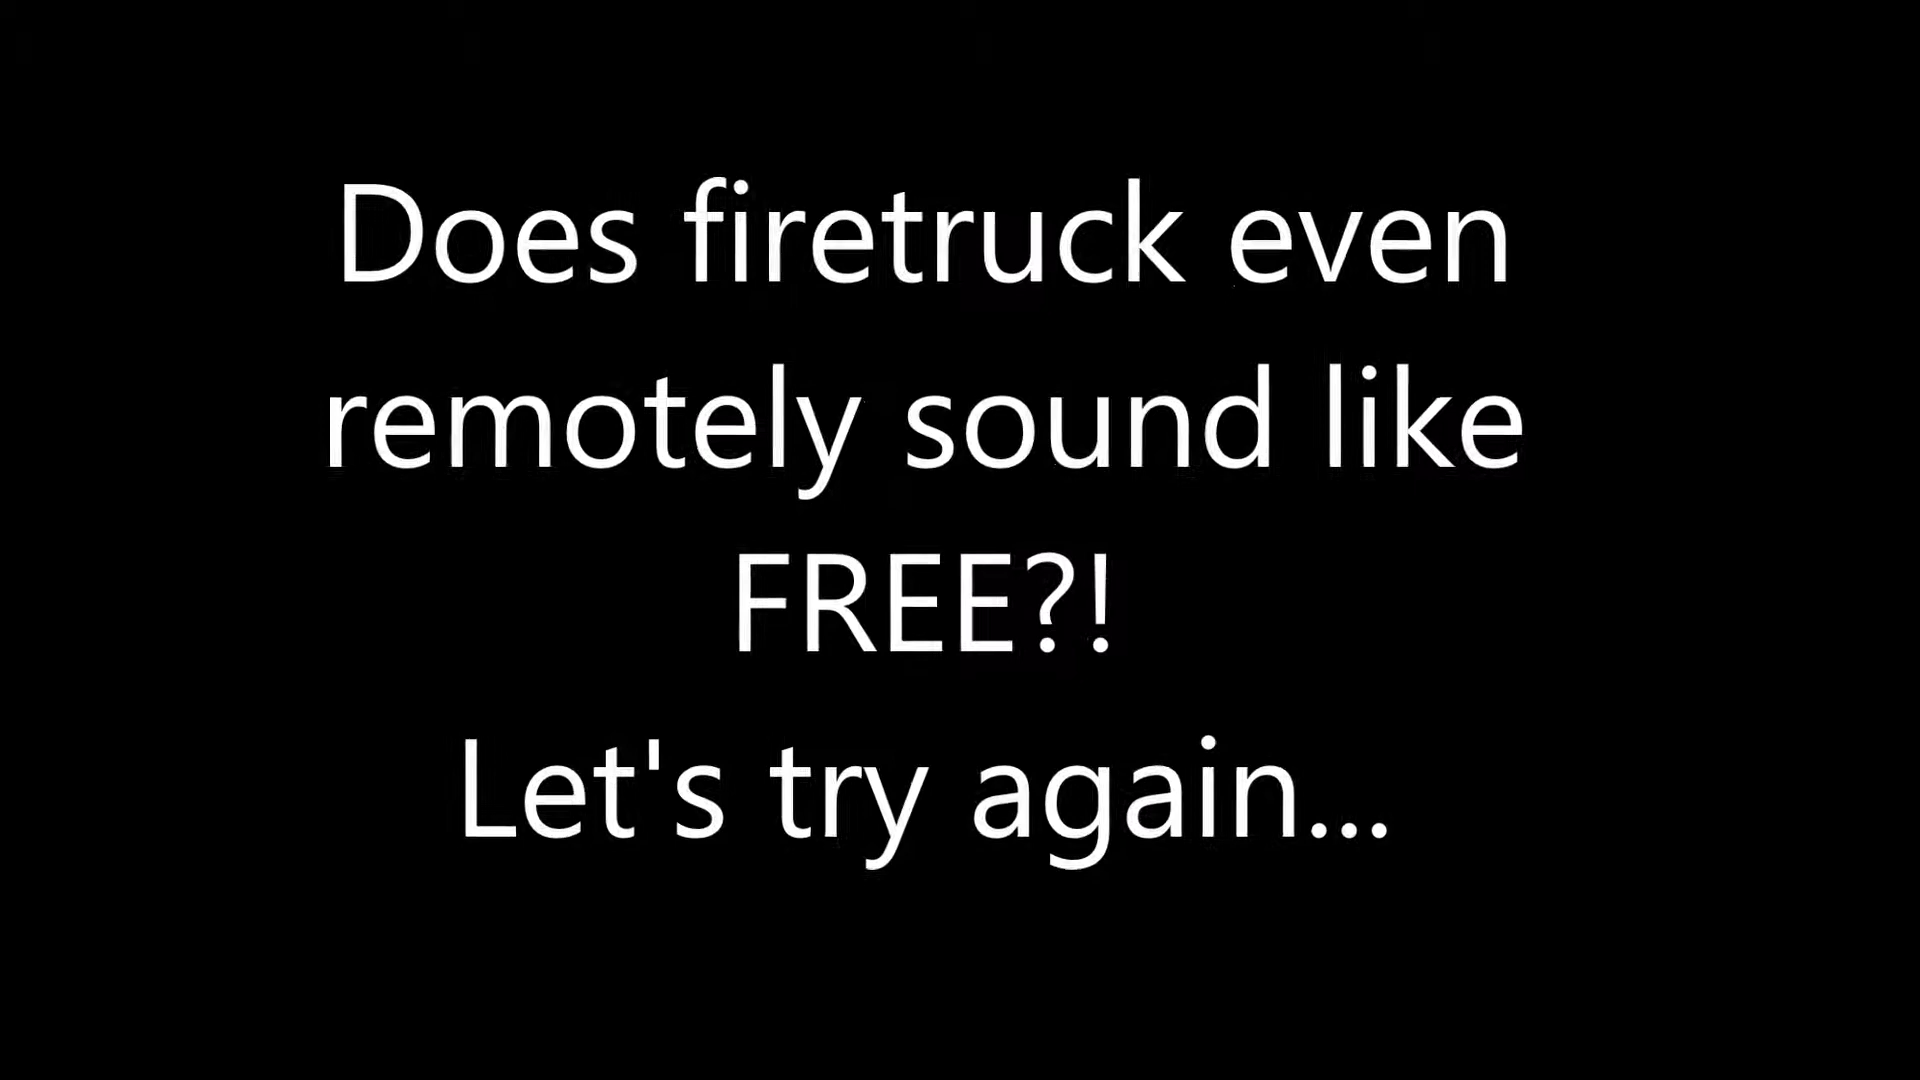 Does firetruck even
remotely sound like
FREE?!
Let's try again...